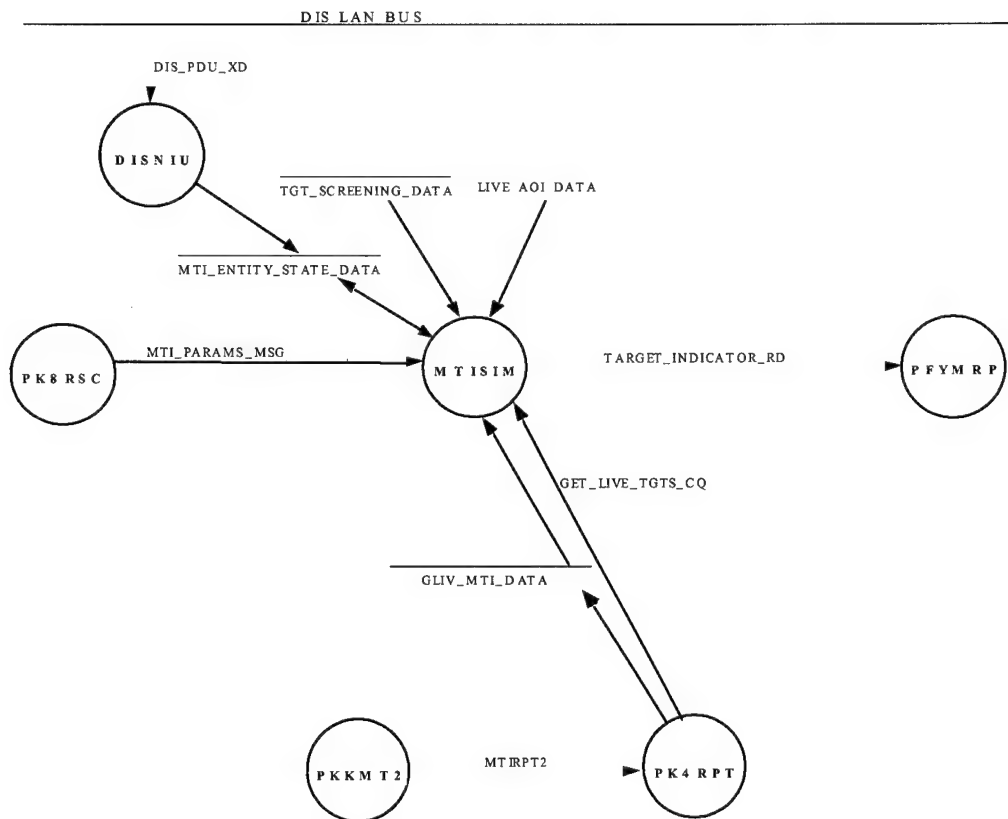 DIS LAN BUS
DIS_PDU_XD
DISNIU
TGT_SCREENING_DATA
LIVE AOI DATA
MTI_ENTITY_STATE_DATA
PK8RSC
MTI_PARAMS_MSG
MTISIM
TARGET_INDICATOR_RD
PFYMRP
GET_LIVE_TGTS_CQ
GLIV_MTI_DATA
PKKMT2
MTIRPT2
PK4RPT